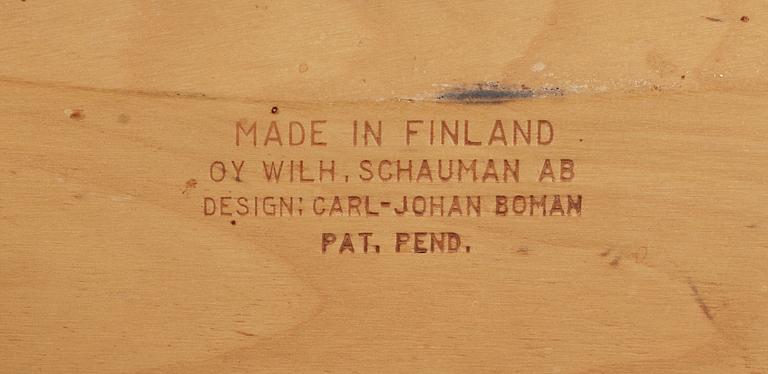 MADE IN FINLAND
OY WILH. SCHAUMAN AB
DESIGN: CARL-JOHAN BOMAN
PAT. PEND.